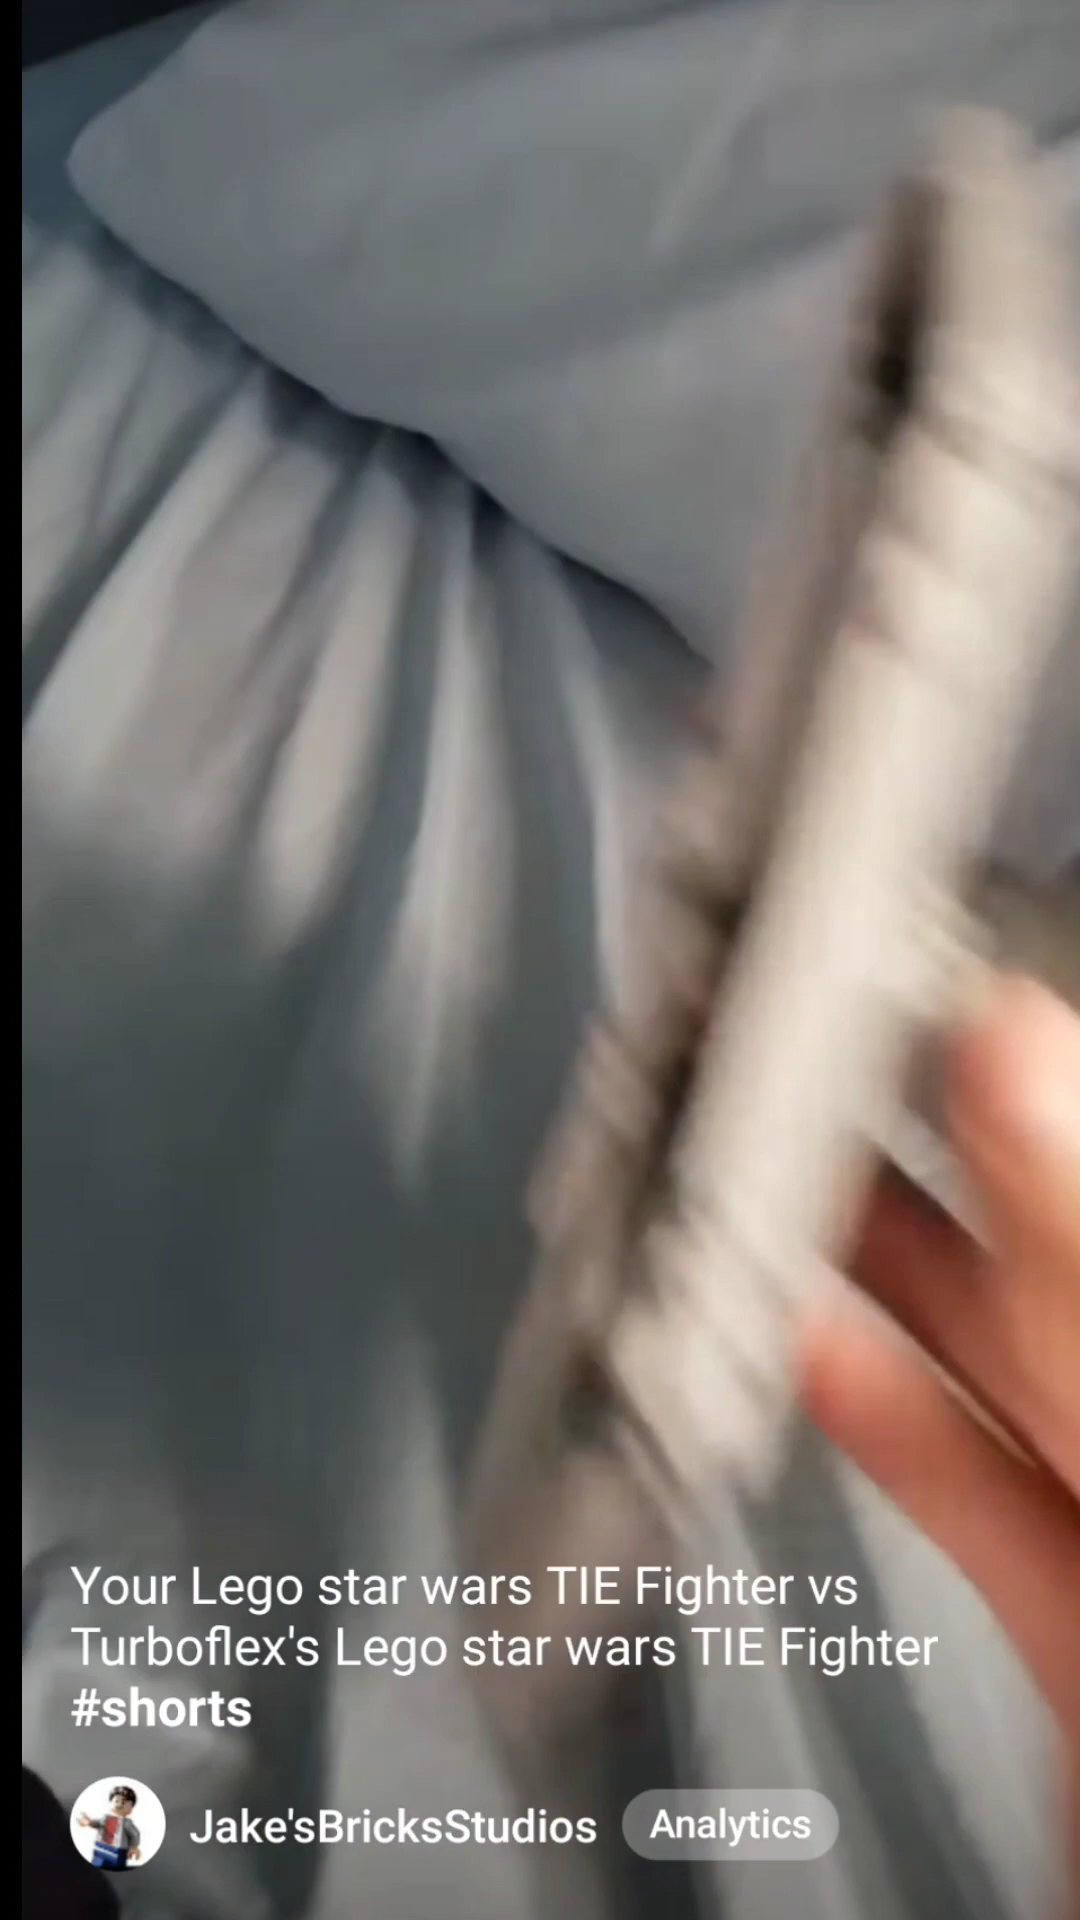 Your Lego star wars TIE Fighter vs
Turboflex's Lego star wars TIE Fighter
#shorts
Jake'sBricksStudios Analytics